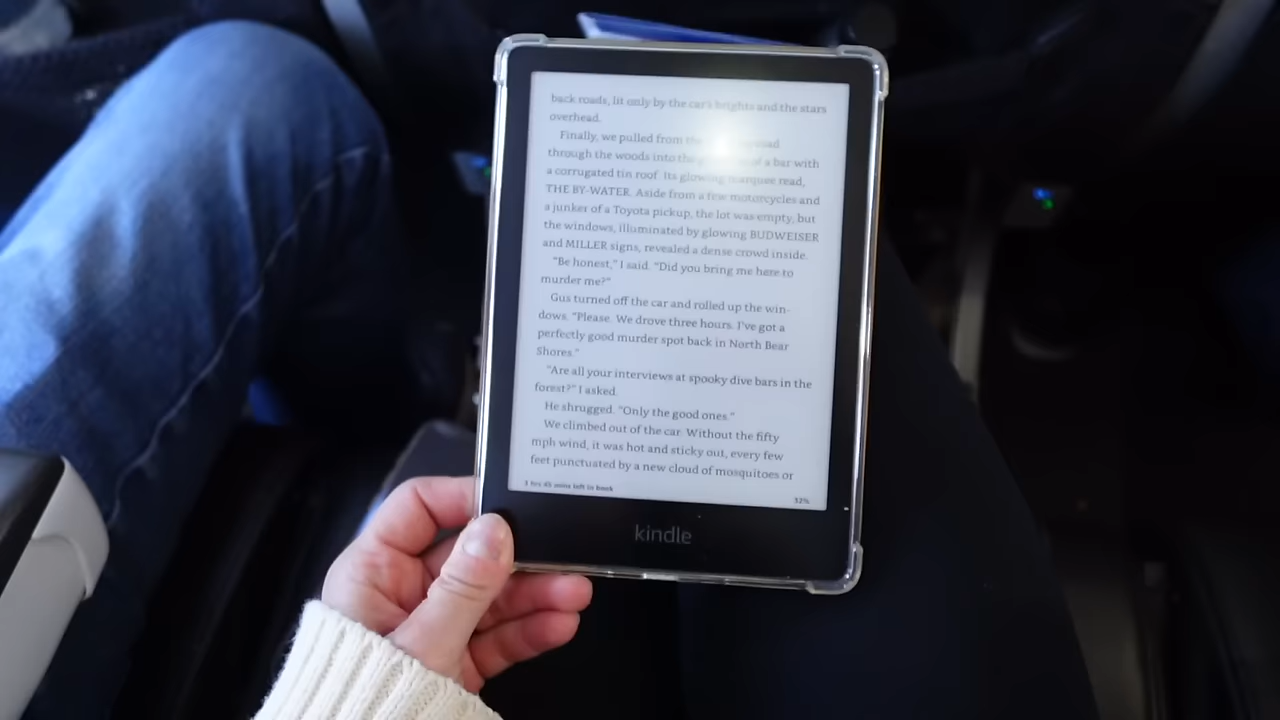 back roads, lit only by the car's brights and the stars
overhead.
Finally, we pulled from the road
through the woods into the of a bar with
a corrugated tin roof. Its glowing marquee read,
THE BY-WATER. Aside from a few motorcycles and
a junker of a Toyota pickup, the lot was empty, but
the windows, illuminated by glowing BUDWEISER
and MILLER signs, revealed a dense crowd inside.
"Be honest," I said. "Did you bring me here to
murder me?"
Gus turned off the car and rolled up the win-
dows. "Please. We drove three hours. I've got a
perfectly good murder spot back in North Bear
Shores."
"Are all your interviews at spooky dive bars in the
forest?" I asked.
He shrugged. "Only the good ones."
We climbed out of the car. Without the fifty
mph wind, it was hot and sticky out, every few
feet punctuated by a new cloud of mosquitoes or
3 hrs 45 mins left in book
32%
kindle